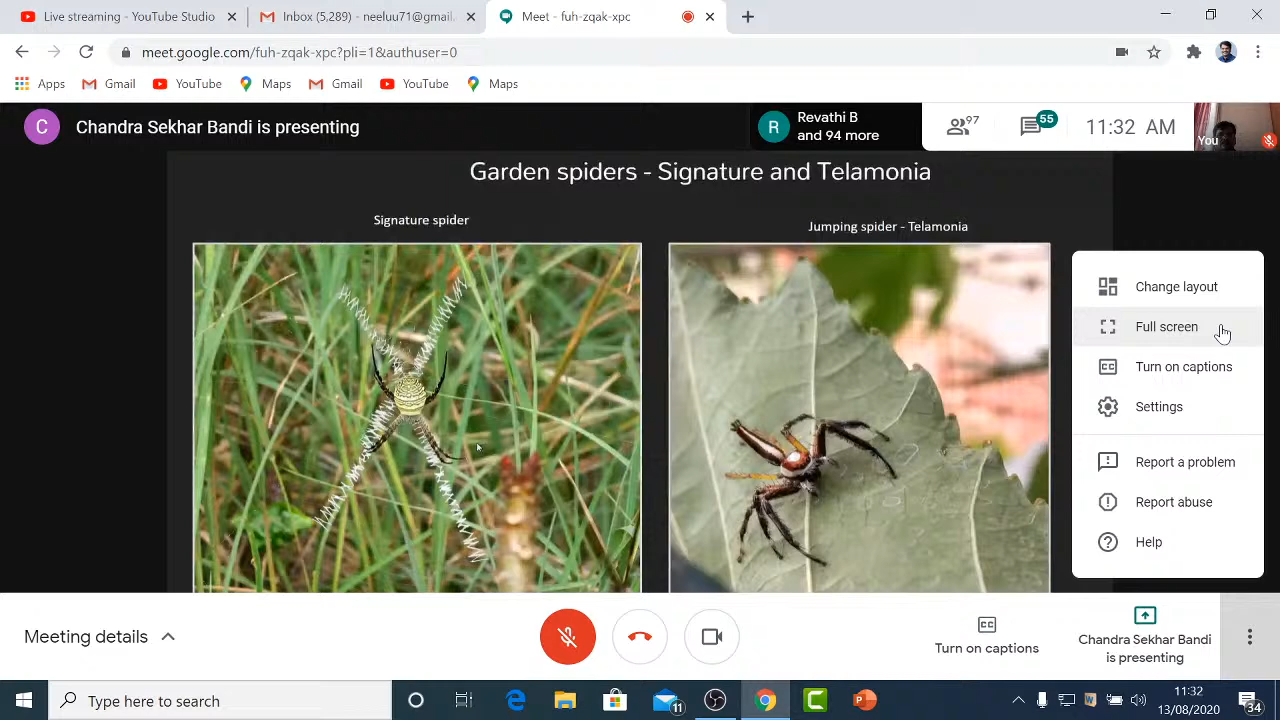 Live streaming - YouTube Studio
Inbox (5,289) - neeluu71@gmail.
Meet - fuh-zqak-xpc
meet.google.com/fuh-zqak-xpc?pli=1&authuser=0
Apps
Gmail
YouTube
Maps
Gmail
YouTube
Maps
C
Chandra Sekhar Bandi is presenting
R
Revathi B
and 94 more
97
55
11:32 AM
You
Garden spiders - Signature and Telamonia
Signature spider
Jumping spider - Telamonia
Change layout
Full screen
CC Turn on captions
Settings
Report a problem
Report abuse
Help
Meeting details
CC
Turn on captions
Chandra Sekhar Bandi
is presenting
Type here to search
11
11:32
13/08/2020
34